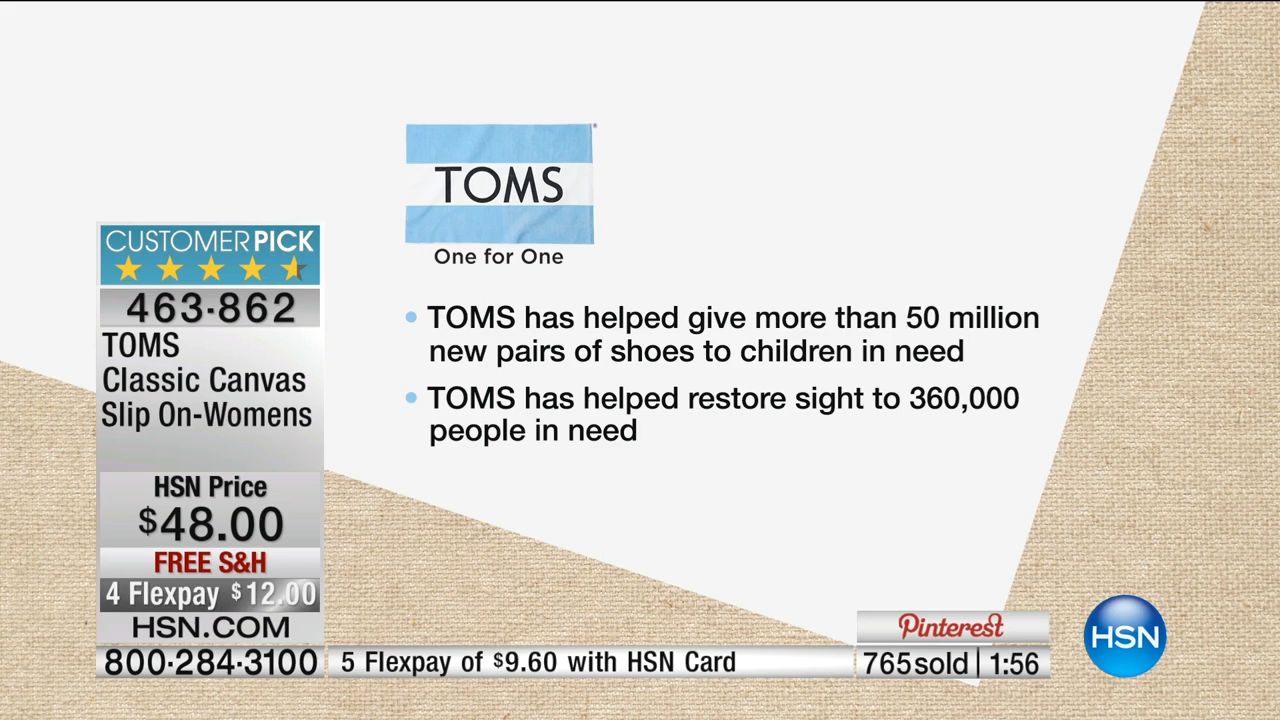 TOMS
One for One
• TOMS has helped give more than 50 million
new pairs of shoes to children in need
• TOMS has helped restore sight to 360,000
people in need
CUSTOMER PICK
463·862
TOMS
Classic Canvas
Slip On-Womens
HSN Price
$48.00
FREE S&H
4 Flexpay $12.00
HSN.COM
800·284·3100
5 Flexpay of $9.60 with HSN Card
Pinterest
765 sold | 1:56
HSN